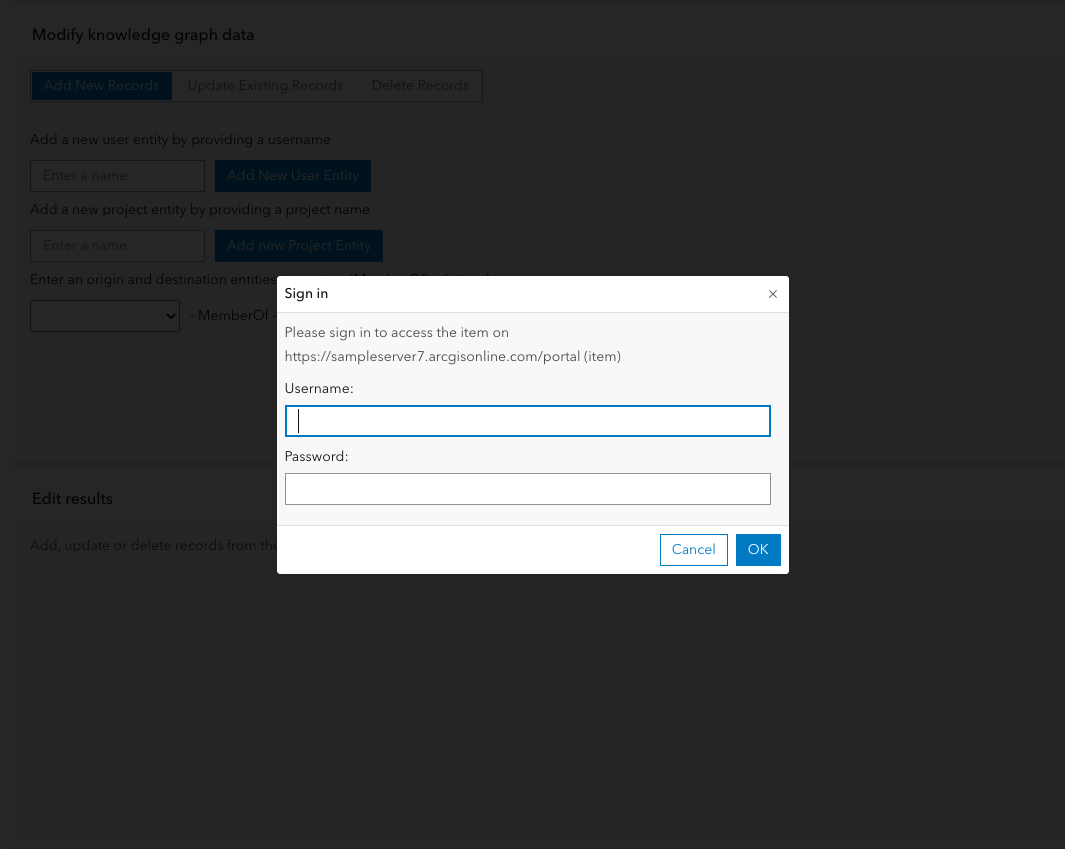 Modify knowledge graph data
Add New Records Update Existing Records Delete Records
Add a new user entity by providing a username
Enter a name Add New User Entity
Add a new project entity by providing a project name
Enter a name Add new Project Entity
Enter an origin and destination entities
- MemberOf -
Sign in
Please sign in to access the item on
https://sampleserver7.arcgisonline.com/portal (item)
Username:
Password:
Cancel OK
Edit results
Add, update or delete records from the